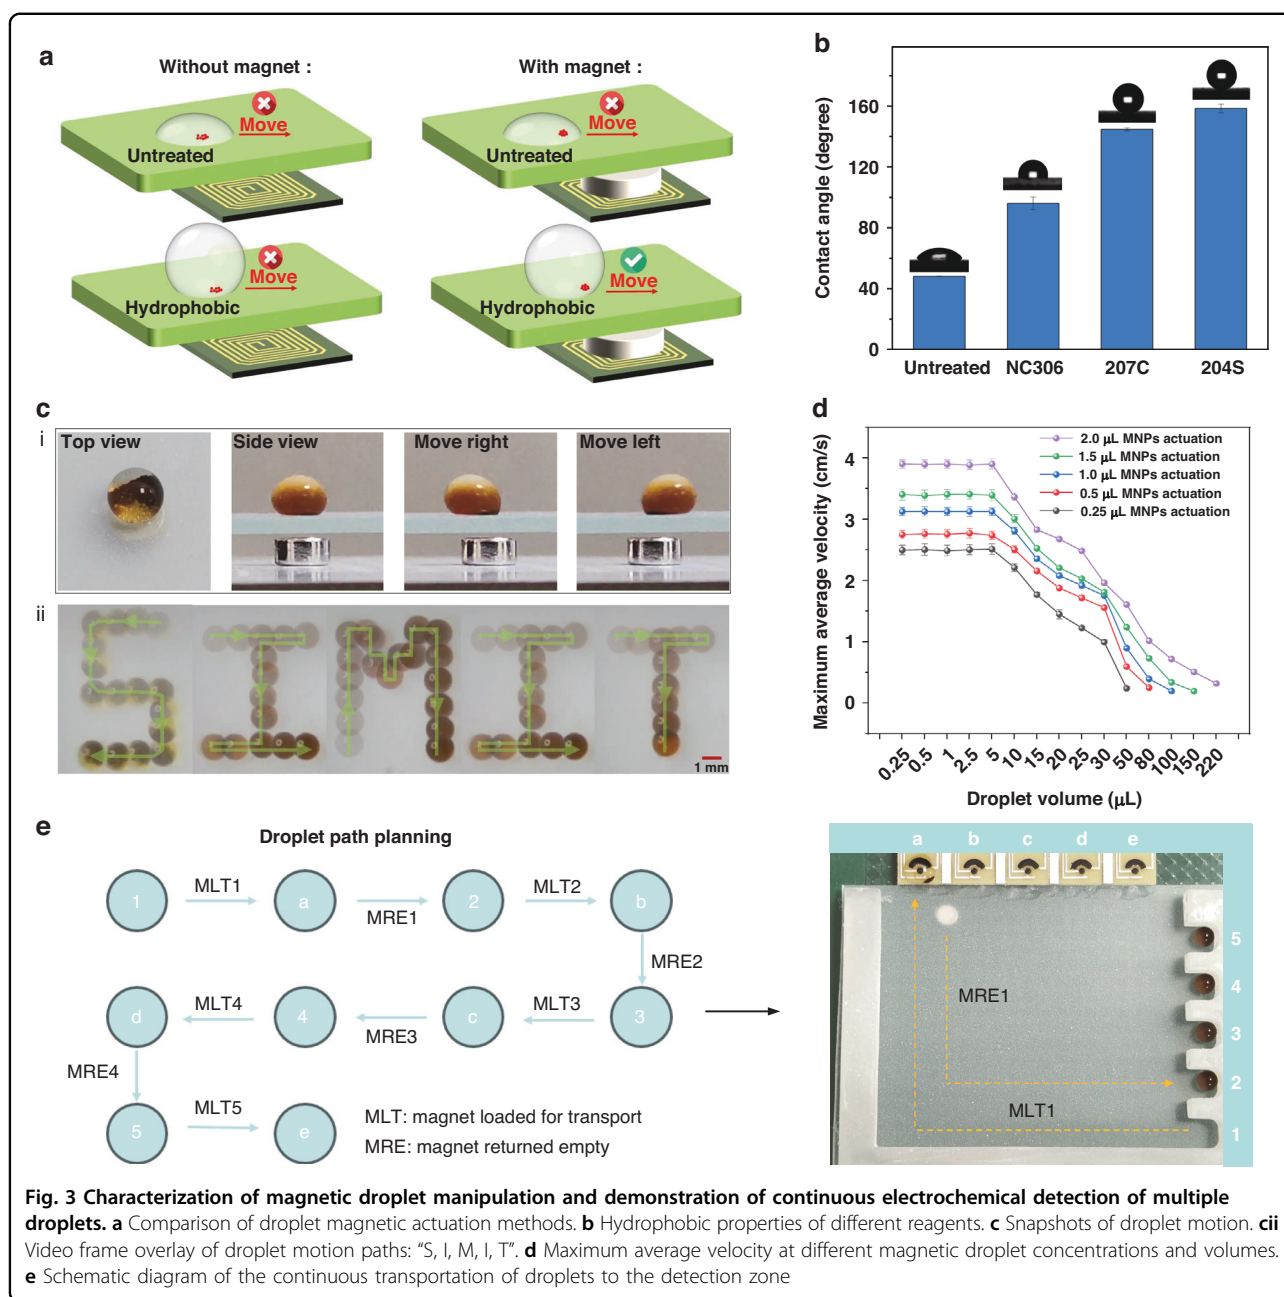 a
Without magnet :
With magnet :
Move
Untreated
Move
Untreated
Move
Hydrophobic
Move
Hydrophobic
b
Contact angle (degree)
160
120
80
40
0
Untreated
NC306
207C
204S
c
i
Top view
Side view
Move right
Move left
ii
1 mm
d
Maximum average velocity (cm/s)
4
3
2
1
0
2.0 μL MNPs actuation
1.5 μL MNPs actuation
1.0 μL MNPs actuation
0.5 μL MNPs actuation
0.25 μL MNPs actuation
0.25 0.5 1 2.5 5 10 15 20 25 30 50 80 100 150 220
Droplet volume (μL)
e
Droplet path planning
1 MLT1 a MRE1 2 MLT2 b
MRE2
d MLT4 4 MRE3 c MLT3 3
MRE4
5 MLT5 e
MLT: magnet loaded for transport
MRE: magnet returned empty
a b c d e
5
4
3
2
1
MRE1
MLT1
Fig. 3 Characterization of magnetic droplet manipulation and demonstration of continuous electrochemical detection of multiple
droplets. a Comparison of droplet magnetic actuation methods. b Hydrophobic properties of different reagents. c Snapshots of droplet motion. cii
Video frame overlay of droplet motion paths: "S, I, M, I, T". d Maximum average velocity at different magnetic droplet concentrations and volumes.
e Schematic diagram of the continuous transportation of droplets to the detection zone